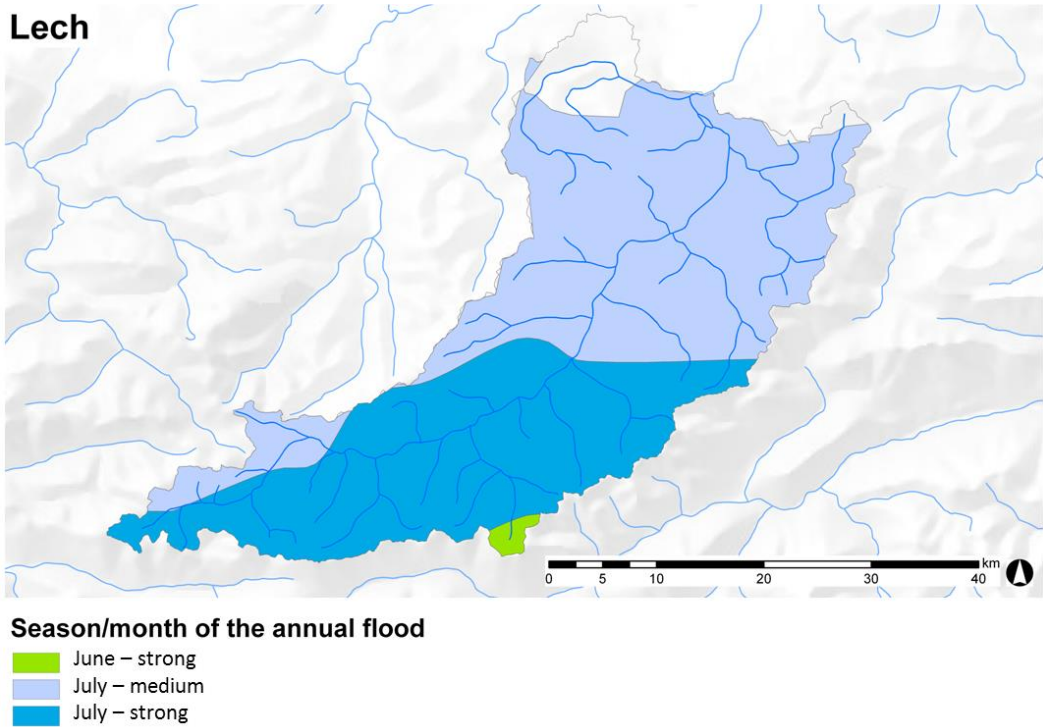 Lech
km
0 5 10 20 30 40
Season/month of the annual flood
June – strong
July – medium
July – strong